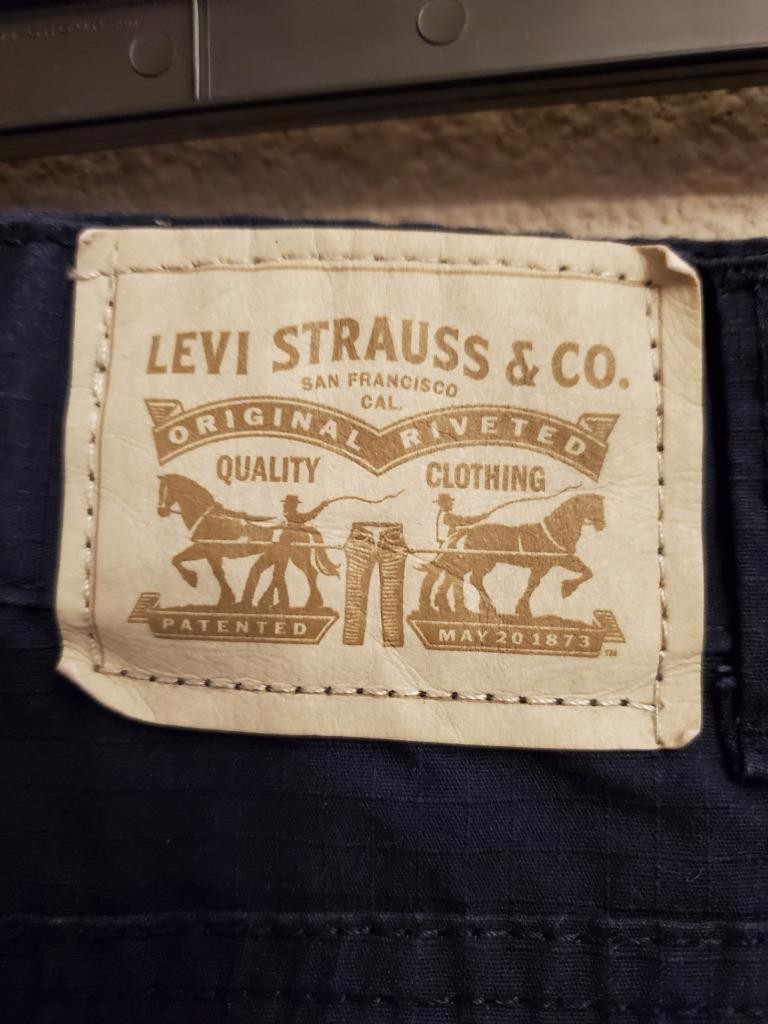 LEVI STRAUSS & CO.
SAN FRANCISCO
CAL.
ORIGINAL RIVETED
QUALITY CLOTHING
PATENTED MAY 20 1873 ™